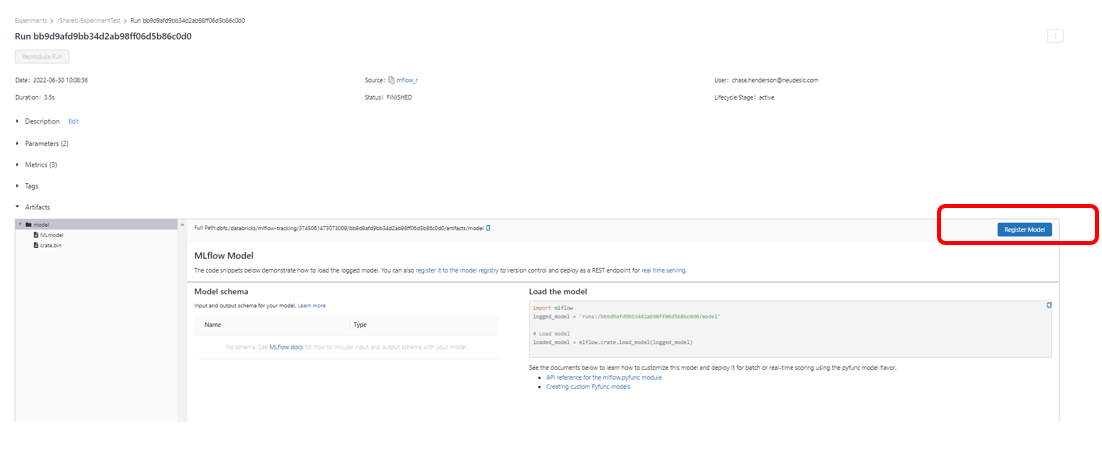 Experiments > /Shared/ExperimentTest > Run bb9d9afd9bb34d2ab98ff06d5b86c0d0
Run bb9d9afd9bb34d2ab98ff06d5b86c0d0
Reproduce Run
Date: 2022-06-30 10:08:36 Source: mflow_r User: chase.henderson@neudesic.com
Duration: 3.5s Status: FINISHED Lifecycle Stage: active
Description Edit
Parameters (2)
Metrics (3)
Tags
Artifacts
model
MLmodel
crate.bin
Full Path:dbfs:/databricks/mlflow-tracking/3745061473073009/bb9d9afd9bb34d2ab98ff06d5b86c0d0/artifacts/model
Register Model
MLflow Model
The code snippets below demonstrate how to load the logged model. You can also register it to the model registry to version control and deploy as a REST endpoint for real time serving.
Model schema
Input and output schema for your model. Learn more
Name Type
No schema. See MLflow docs for how to include input and output schema with your model.
Load the model
import mlflow
logged_model = 'runs:/bb9d9afd9bb34d2ab98ff06d5b86c0d0/model'
# Load model
loaded_model = mlflow.crate.load_model(logged_model)
See the documents below to learn how to customize this model and deploy it for batch or real-time scoring using the pyfunc model flavor.
API reference for the mlflow.pyfunc module
Creating custom Pyfunc models